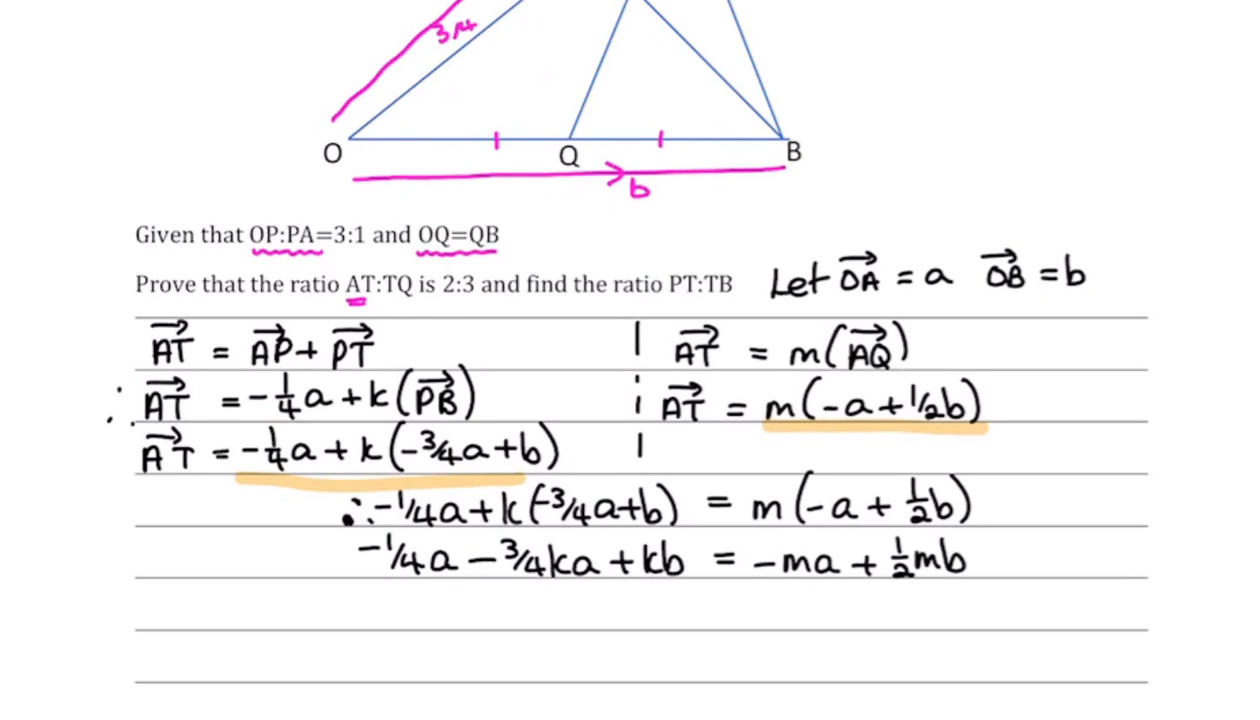 3/4
O
Q
B
b
Given that OP:PA=3:1 and OQ=QB
Prove that the ratio AT:TQ is 2:3 and find the ratio PT:TB
Let OA = a OB = b
AT = AP + PT
AT = m(AQ)
∴ AT = -1/4a + k(PB)
AT = m(-a + 1/2b)
AT = -1/4a + k(-3/4a + b)
∴ -1/4a + k(-3/4a + b) = m(-a + 1/2b)
-1/4a - 3/4ka + kb = -ma + 1/2mb